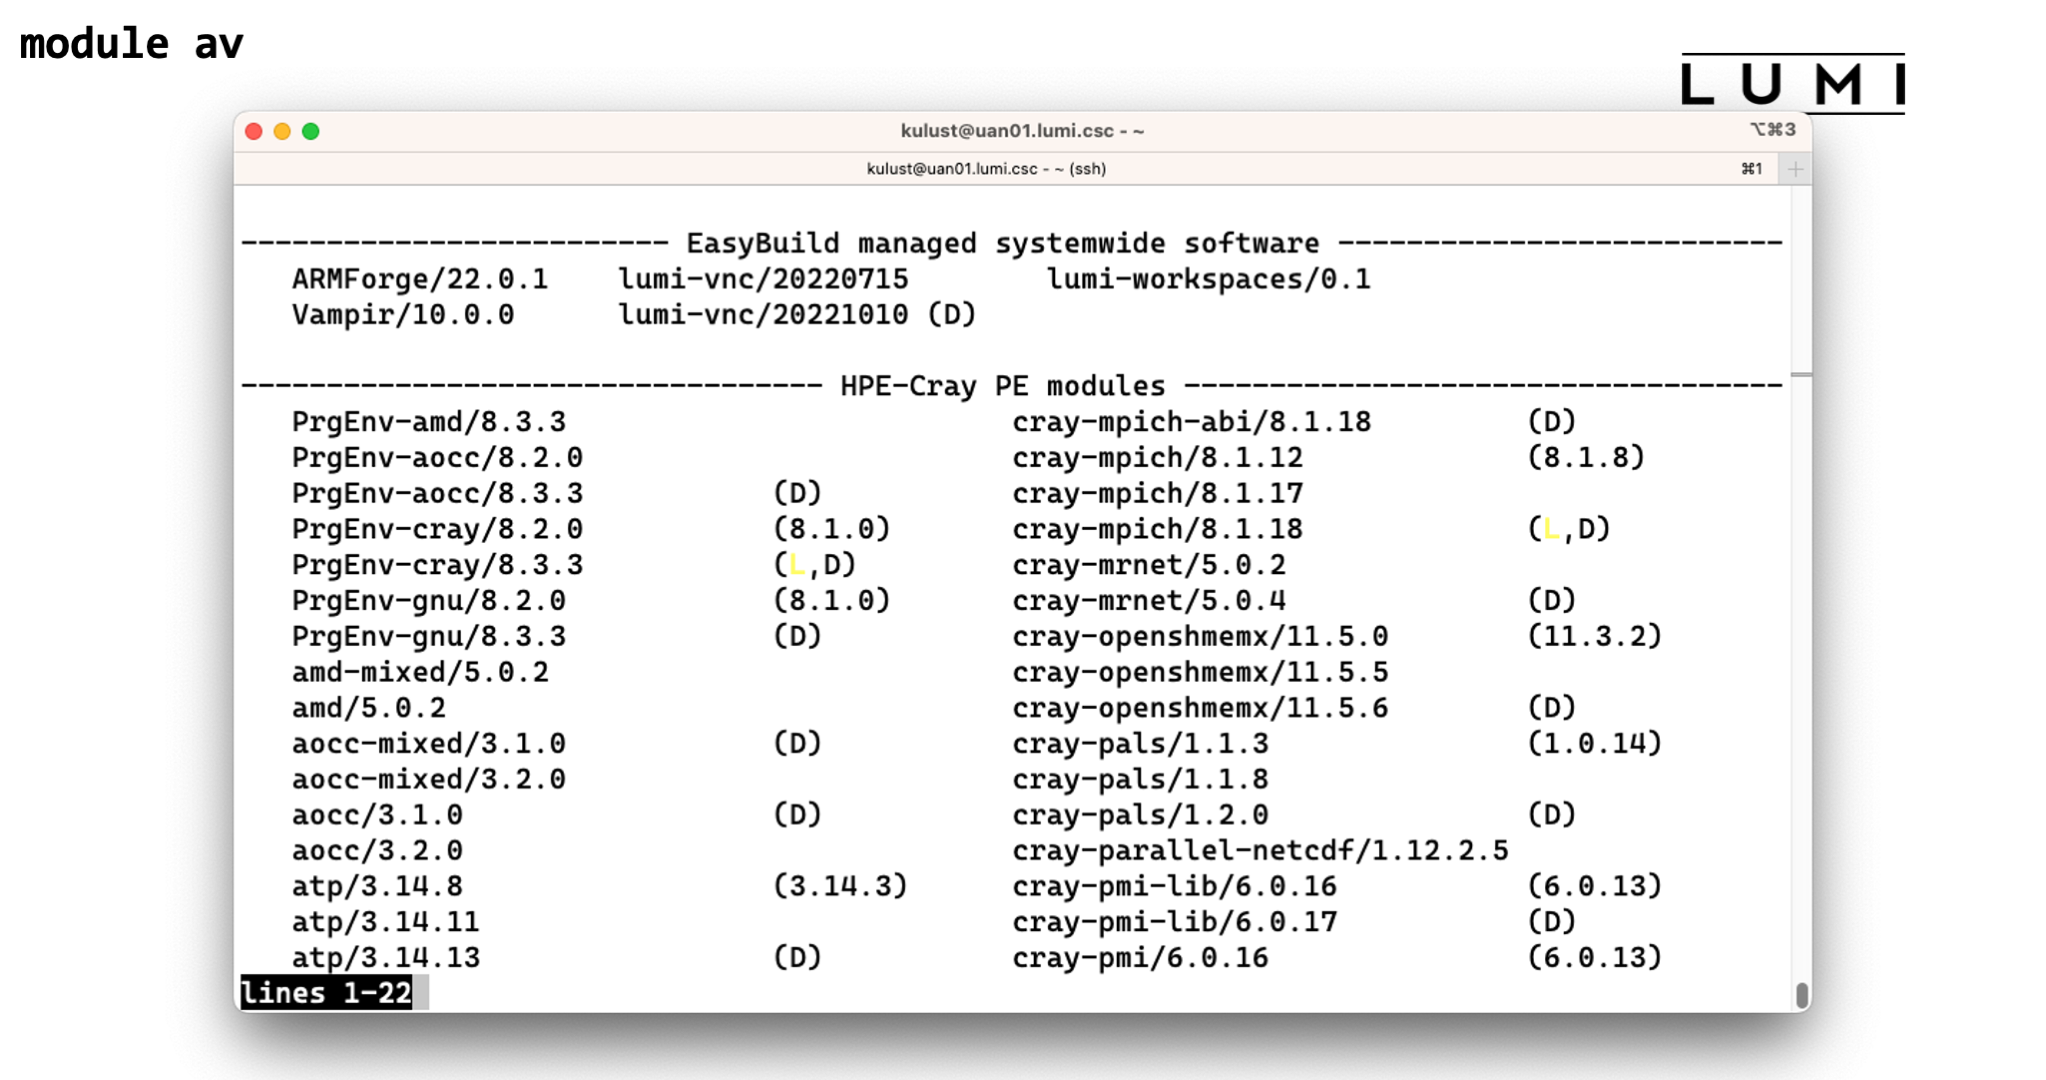 module av
LUMI
kulust@uan01.lumi.csc - ~
⌥⌘3
kulust@uan01.lumi.csc - ~ (ssh)
⌘1 +
------------------------- EasyBuild managed systemwide software --------------------------
ARMForge/22.0.1 lumi-vnc/20220715 lumi-workspaces/0.1
Vampir/10.0.0 lumi-vnc/20221010 (D)
---------------------------------- HPE-Cray PE modules -----------------------------------
PrgEnv-amd/8.3.3 cray-mpich-abi/8.1.18 (D)
PrgEnv-aocc/8.2.0 cray-mpich/8.1.12 (8.1.8)
PrgEnv-aocc/8.3.3 (D) cray-mpich/8.1.17
PrgEnv-cray/8.2.0 (8.1.0) cray-mpich/8.1.18 (L,D)
PrgEnv-cray/8.3.3 (L,D) cray-mrnet/5.0.2
PrgEnv-gnu/8.2.0 (8.1.0) cray-mrnet/5.0.4 (D)
PrgEnv-gnu/8.3.3 (D) cray-openshmemx/11.5.0 (11.3.2)
amd-mixed/5.0.2 cray-openshmemx/11.5.5
amd/5.0.2 cray-openshmemx/11.5.6 (D)
aocc-mixed/3.1.0 (D) cray-pals/1.1.3 (1.0.14)
aocc-mixed/3.2.0 cray-pals/1.1.8
aocc/3.1.0 (D) cray-pals/1.2.0 (D)
aocc/3.2.0 cray-parallel-netcdf/1.12.2.5
atp/3.14.8 (3.14.3) cray-pmi-lib/6.0.16 (6.0.13)
atp/3.14.11 cray-pmi-lib/6.0.17 (D)
atp/3.14.13 (D) cray-pmi/6.0.16 (6.0.13)
lines 1-22